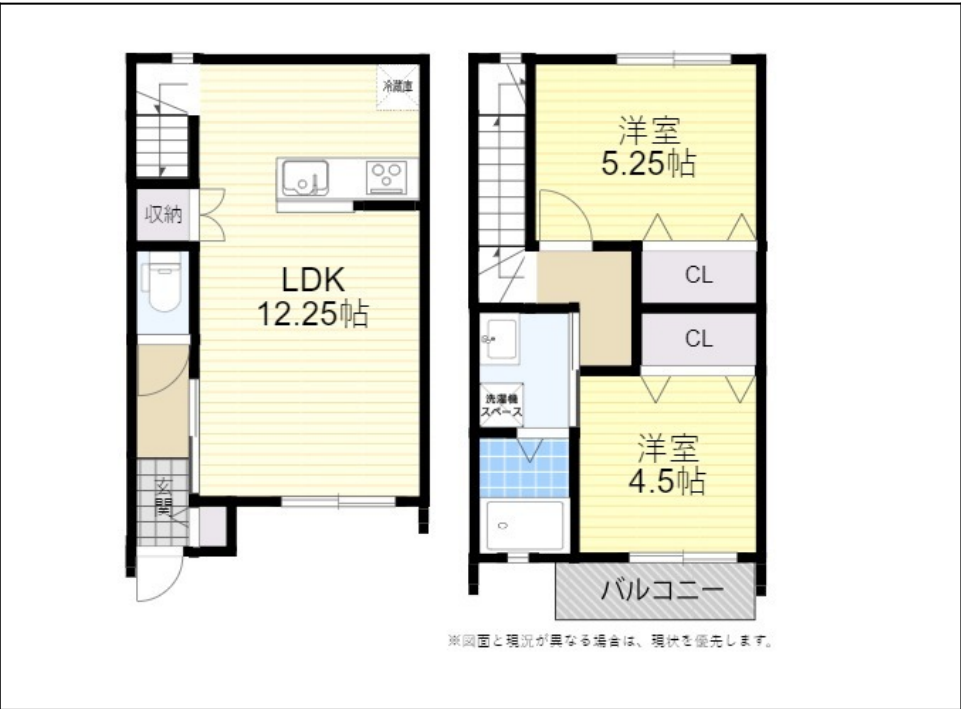 冷蔵庫
収納
LDK
12.25帖
玄
関
洋室
5.25帖
CL
CL
洗濯機
スペース
洋室
4.5帖
バルコニー
※図面と現況が異なる場合は、現状を優先します。